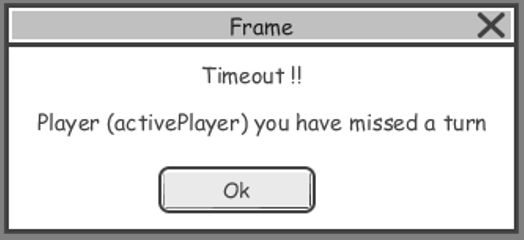 Frame
Timeout !!
Player (activePlayer) you have missed a turn
Ok